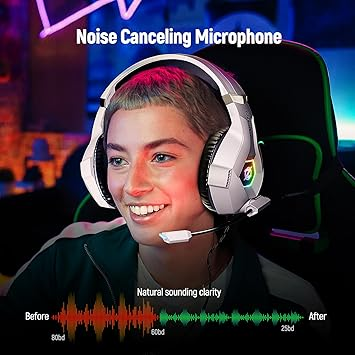 Noise Canceling Microphone
Natural sounding clarity
Before
After
80bd
60bd
25bd